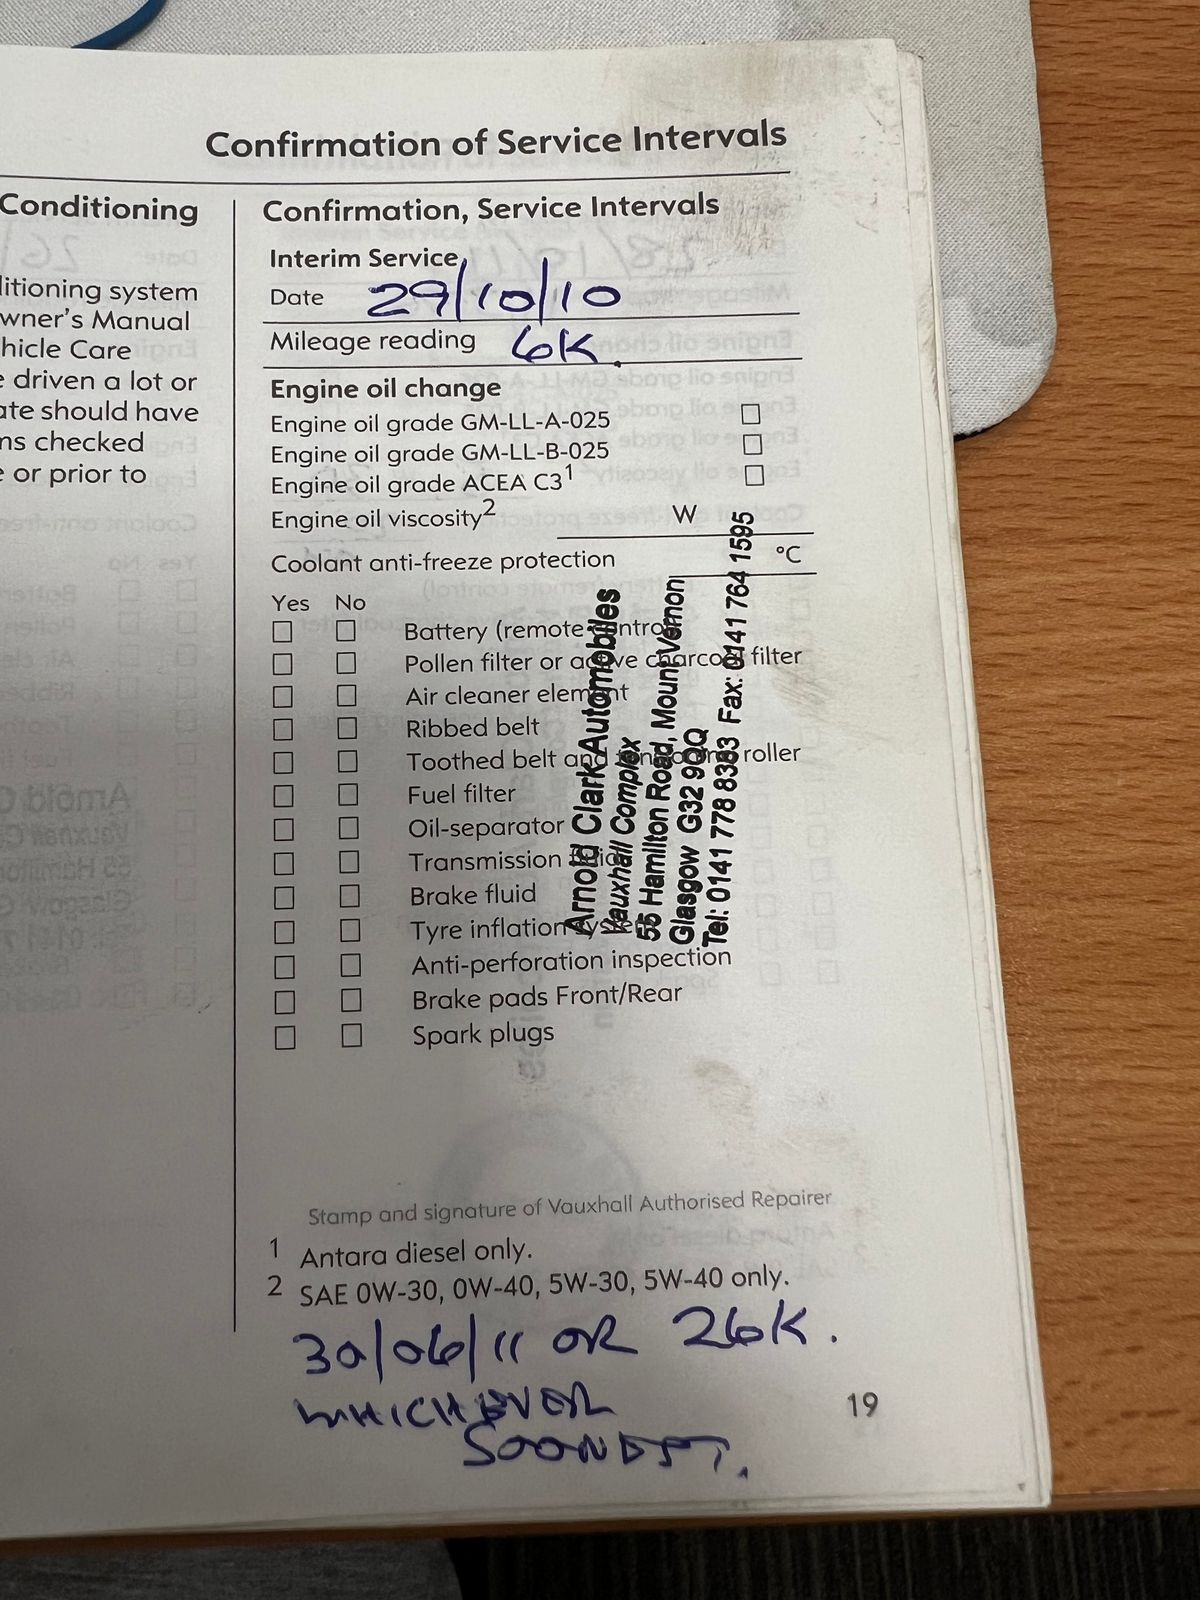 Confirmation of Service Intervals
Conditioning
ditioning system
wner's Manual
hicle Care
e driven a lot or
ate should have
ms checked
e or prior to
Confirmation, Service Intervals
Interim Service
Date 29/10/10
Mileage reading 6K.
Engine oil change
Engine oil grade GM-LL-A-025
Engine oil grade GM-LL-B-025
Engine oil grade ACEA C3¹
Engine oil viscosity² W
Coolant anti-freeze protection °C
Yes No
Battery (remote control)
Pollen filter or active charcoal filter
Air cleaner element
Ribbed belt
Toothed belt and tensioning roller
Fuel filter
Oil-separator
Transmission fluid
Brake fluid
Tyre inflation system
Anti-perforation inspection
Brake pads Front/Rear
Spark plugs
Arnold Clark Automobiles
Vauxhall Complex
55 Hamilton Road, Mount Vernon
Glasgow G32 9QQ
Tel: 0141 778 8383 Fax: 0141 764 1595
Stamp and signature of Vauxhall Authorised Repairer
1 Antara diesel only.
2 SAE 0W-30, 0W-40, 5W-30, 5W-40 only.
30/06/11 OR 26K.
WHICHEVER
SOONEST.
19